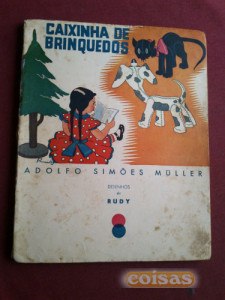 CAIXINHA DE
BRINQUEDOS
ADOLFO SIMÕES MÜLLER
DESENHOS
de
RUDY
coisas